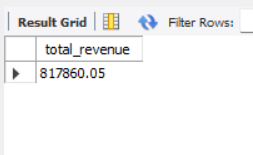 Result Grid Filter Rows:
total_revenue
817860.05